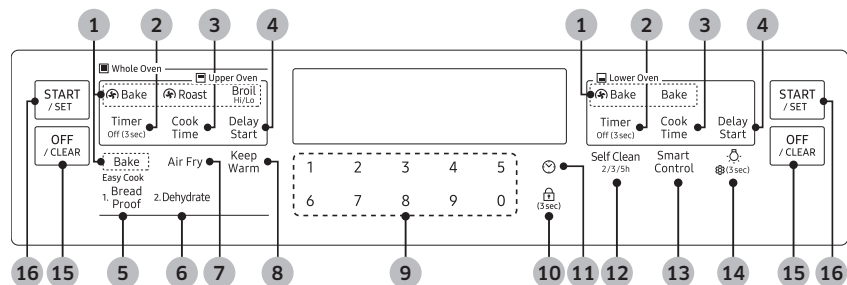 1 2 3 4 1 2 3 4
Whole Oven
Upper Oven
Lower Oven
START
/ SET
Bake Roast Broil
Hi/Lo
Timer
Off (3 sec)
Cook
Time
Delay
Start
OFF
/ CLEAR
Bake
Air Fry
Keep
Warm
Easy Cook
1. Bread
Proof
2. Dehydrate
1 2 3 4 5
6 7 8 9 0
(3 sec)
Bake Bake
Timer
Off (3 sec)
Cook
Time
Delay
Start
Self Clean
2/3/5h
Smart
Control
(3 sec)
START
/ SET
OFF
/ CLEAR
16 15 5 6 7 8 9 10 11 12 13 14 15 16